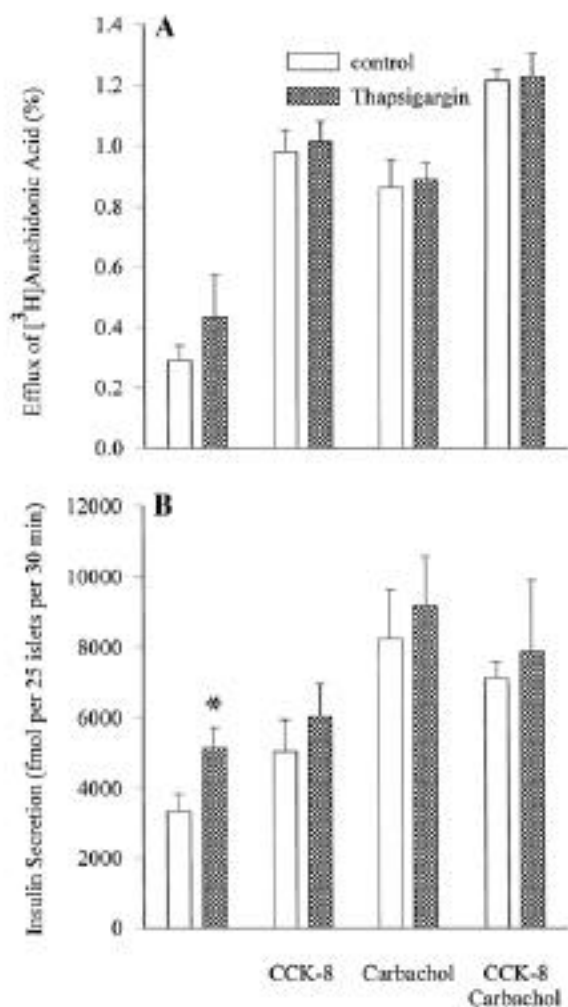 A
control
Thapsigargin
Efflux of [³H]Arachidonic Acid (%)
1.4
1.2
1.0
0.8
0.6
0.4
0.2
0.0
B
Insulin Secretion (fmol per 25 islets per 30 min)
12000
10000
8000
6000
4000
2000
0
*
CCK-8
Carbachol
CCK-8
Carbachol